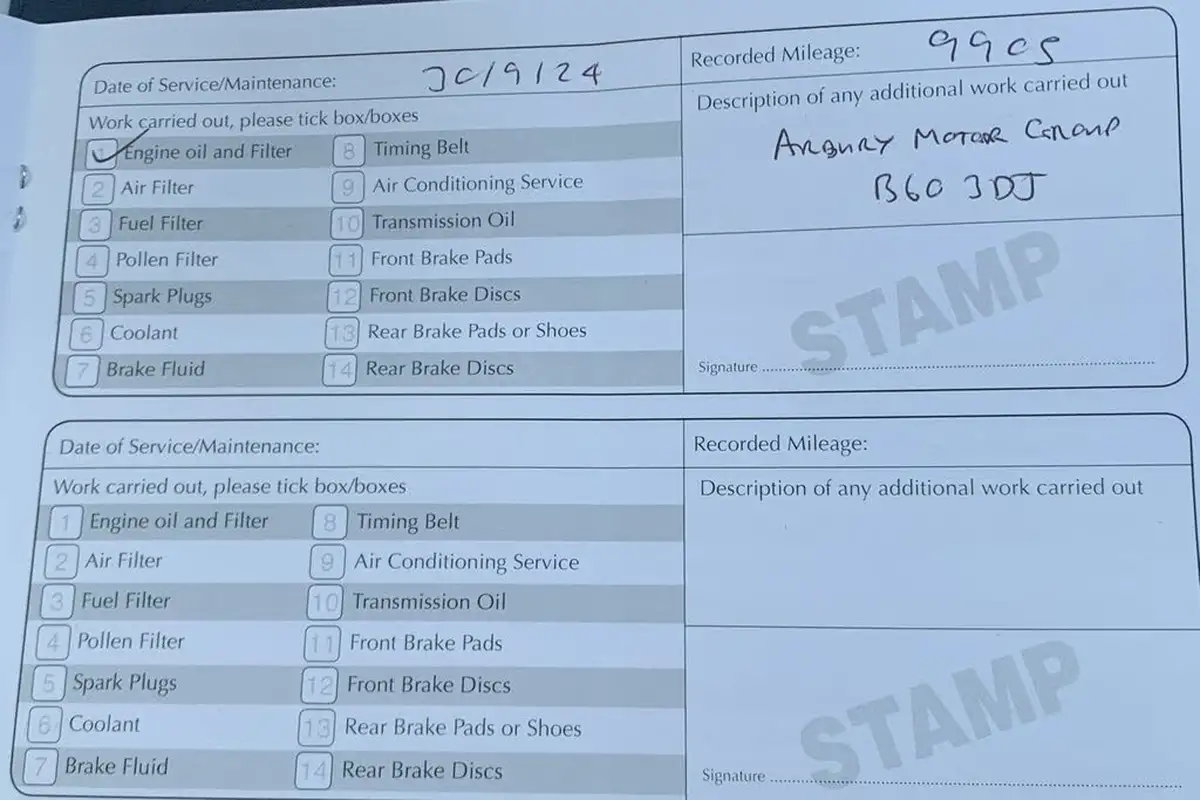 Date of Service/Maintenance: 30/9/24
Recorded Mileage: 9905
Work carried out, please tick box/boxes
Description of any additional work carried out
1 Engine oil and Filter
8 Timing Belt
ARBURY MOTOR GROUP
2 Air Filter
9 Air Conditioning Service
B60 3DJ
3 Fuel Filter
10 Transmission Oil
4 Pollen Filter
11 Front Brake Pads
5 Spark Plugs
12 Front Brake Discs
STAMP
6 Coolant
13 Rear Brake Pads or Shoes
7 Brake Fluid
14 Rear Brake Discs
Signature
Date of Service/Maintenance:
Recorded Mileage:
Work carried out, please tick box/boxes
Description of any additional work carried out
1 Engine oil and Filter
8 Timing Belt
2 Air Filter
9 Air Conditioning Service
3 Fuel Filter
10 Transmission Oil
4 Pollen Filter
11 Front Brake Pads
5 Spark Plugs
12 Front Brake Discs
STAMP
6 Coolant
13 Rear Brake Pads or Shoes
7 Brake Fluid
14 Rear Brake Discs
Signature